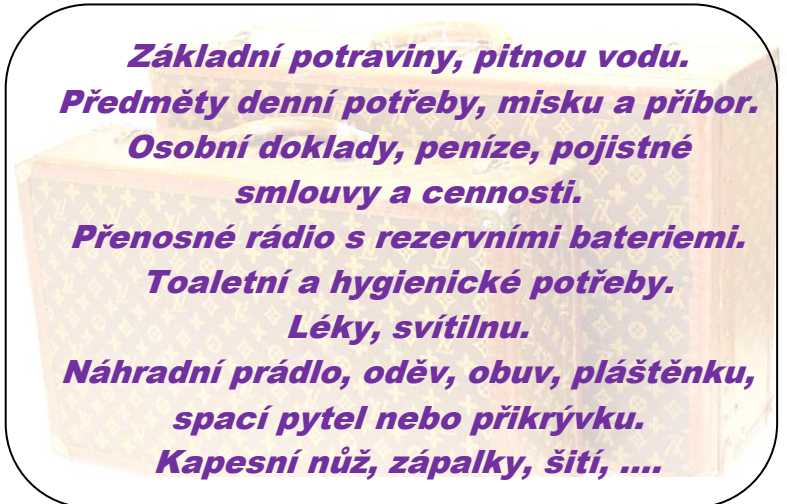 Základní potraviny, pitnou vodu.
Předměty denní potřeby, misku a příbor.
Osobní doklady, peníze, pojistné
smlouvy a cennosti.
Přenosné rádio s rezervními bateriemi.
Toaletní a hygienické potřeby.
Léky, svítilnu.
Náhradní prádlo, oděv, obuv, pláštěnku,
spací pytel nebo přikrývku.
Kapesní nůž, zápalky, šití, ....